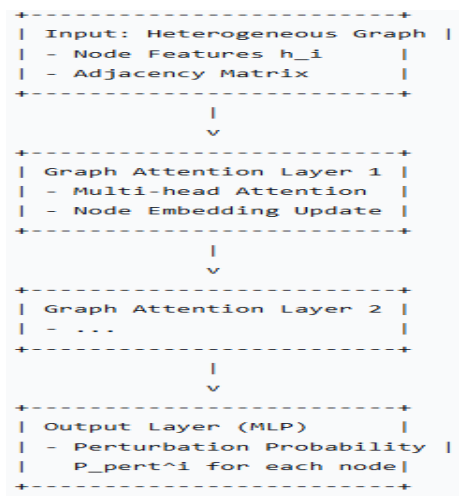 +--------------------------+
| Input: Heterogeneous Graph |
| - Node Features h_i      |
| - Adjacency Matrix       |
+--------------------------+
|
v
+--------------------------+
| Graph Attention Layer 1 |
| - Multi-head Attention  |
| - Node Embedding Update |
+--------------------------+
|
v
+--------------------------+
| Graph Attention Layer 2 |
| - ...                   |
+--------------------------+
|
v
+--------------------------+
| Output Layer (MLP)      |
| - Perturbation Probability |
|   P_pert^i for each node|
+--------------------------+